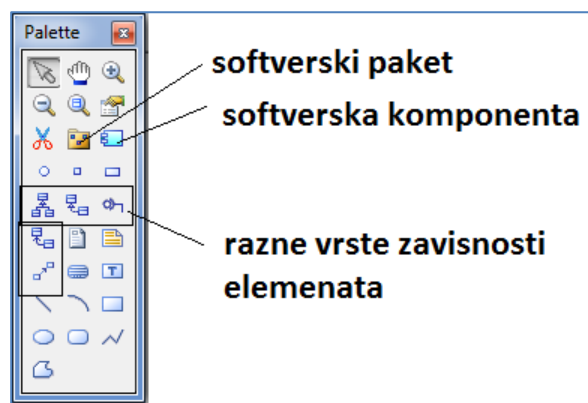 Palette
softverski paket
softverska komponenta
razne vrste zavisnosti
elemenata